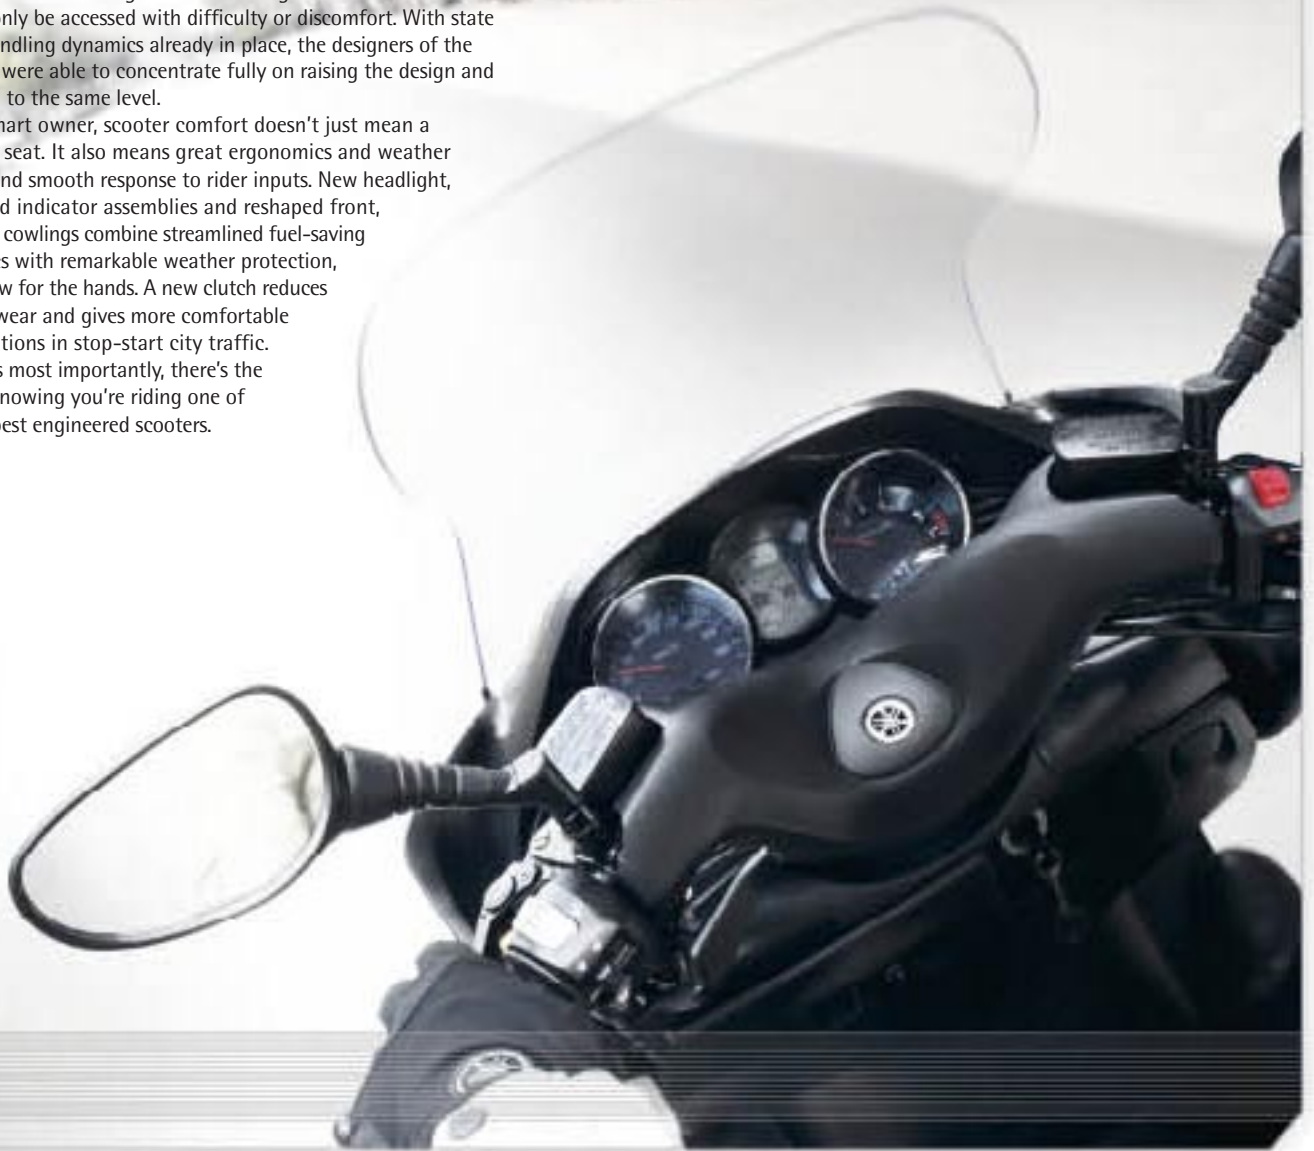 only be accessed with difficulty or discomfort. With state
ndling dynamics already in place, the designers of the
were able to concentrate fully on raising the design and
to the same level.
nart owner, scooter comfort doesn't just mean a
seat. It also means great ergonomics and weather
nd smooth response to rider inputs. New headlight,
d indicator assemblies and reshaped front,
cowlings combine streamlined fuel-saving
s with remarkable weather protection,
w for the hands. A new clutch reduces
wear and gives more comfortable
tions in stop-start city traffic.
s most importantly, there's the
nowing you're riding one of
best engineered scooters.